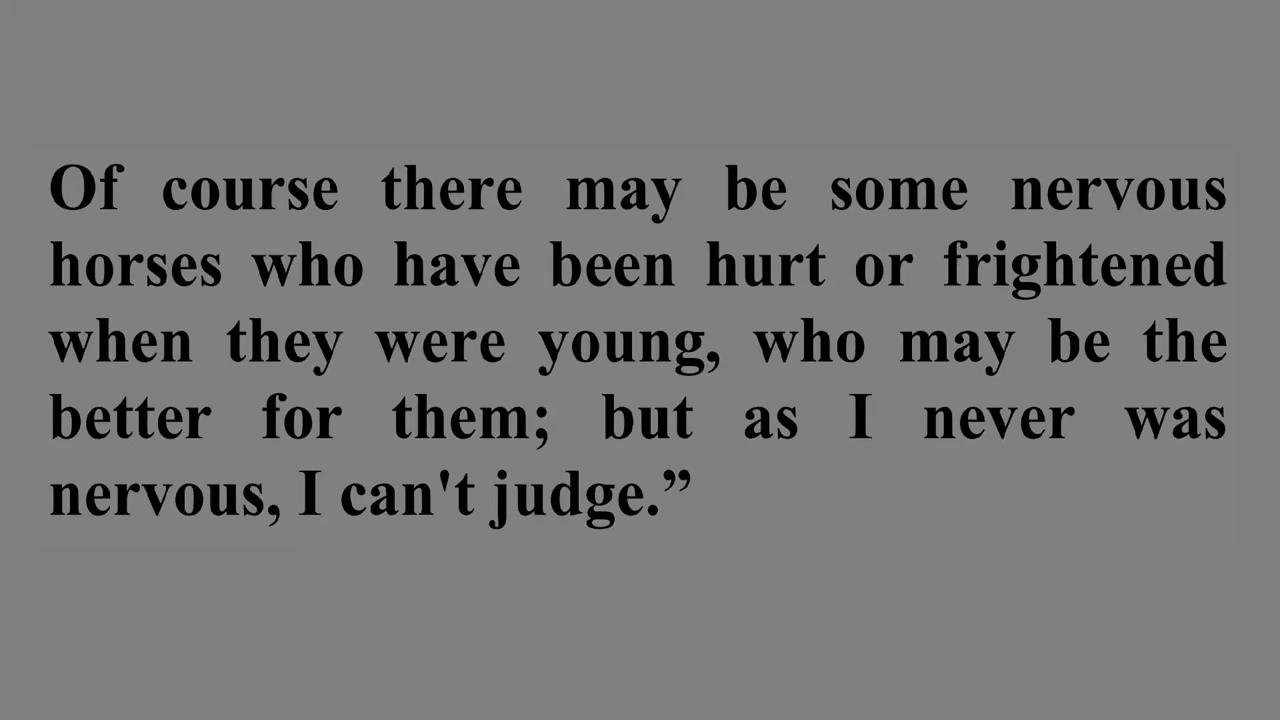 Of course there may be some nervous
horses who have been hurt or frightened
when they were young, who may be the
better for them; but as I never was
nervous, I can't judge.”